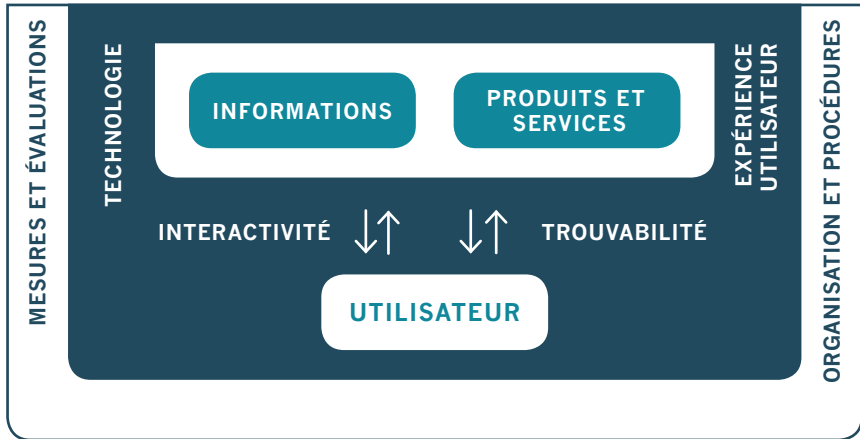 MESURES ET ÉVALUATIONS
TECHNOLOGIE
INFORMATIONS
PRODUITS ET
SERVICES
EXPÉRIENCE
UTILISATEUR
ORGANISATION ET PROCÉDURES
INTERACTIVITÉ
TROUVABILITÉ
UTILISATEUR